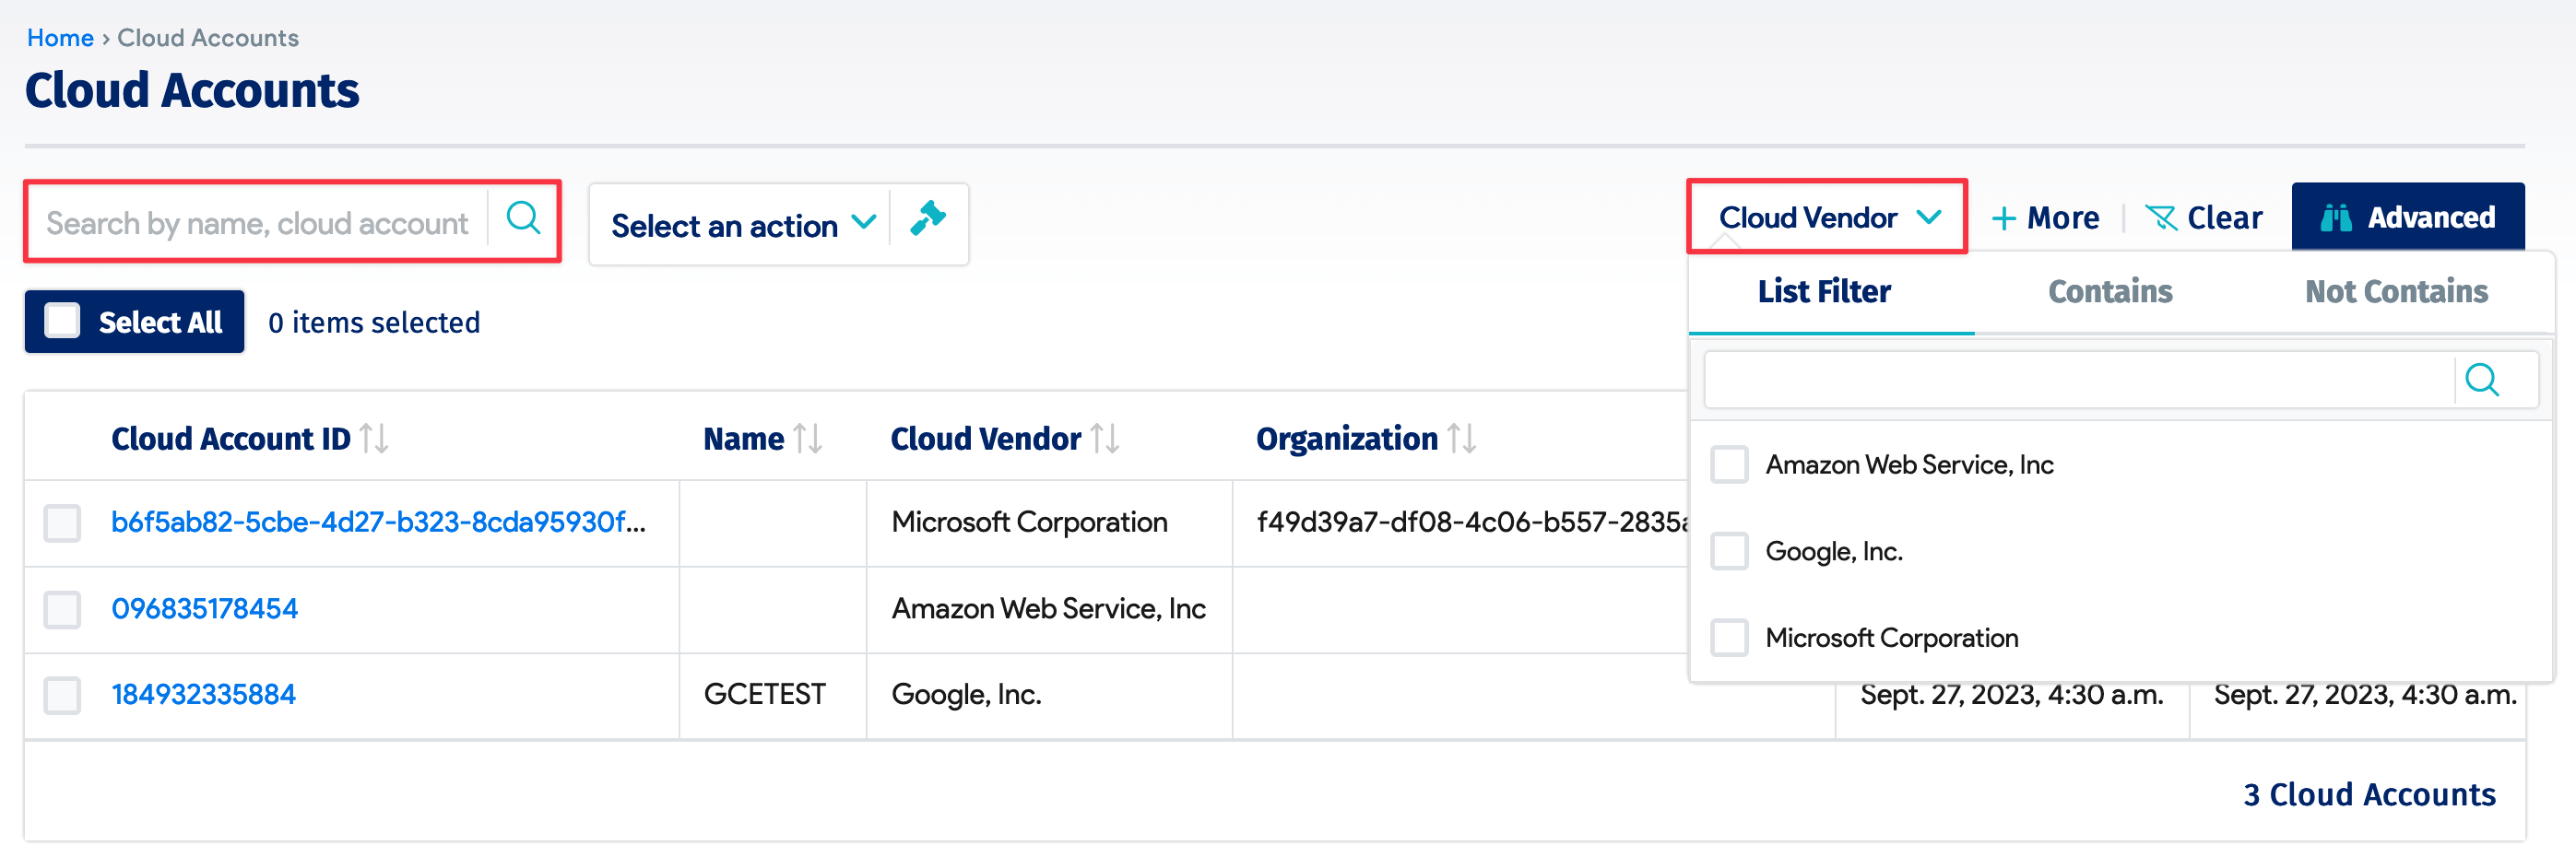 Home › Cloud Accounts
Cloud Accounts
Search by name, cloud account
Select an action
Cloud Vendor
More
Clear
Advanced
List Filter Contains Not Contains
Select All 0 items selected
Amazon Web Service, Inc
Google, Inc.
Microsoft Corporation
Cloud Account ID Name Cloud Vendor Organization
b6f5ab82-5cbe-4d27-b323-8cda95930f... Microsoft Corporation f49d39a7-df08-4c06-b557-2835
096835178454 Amazon Web Service, Inc
184932335884 GCETEST Google, Inc. Sept. 27, 2023, 4:30 a.m. Sept. 27, 2023, 4:30 a.m.
3 Cloud Accounts